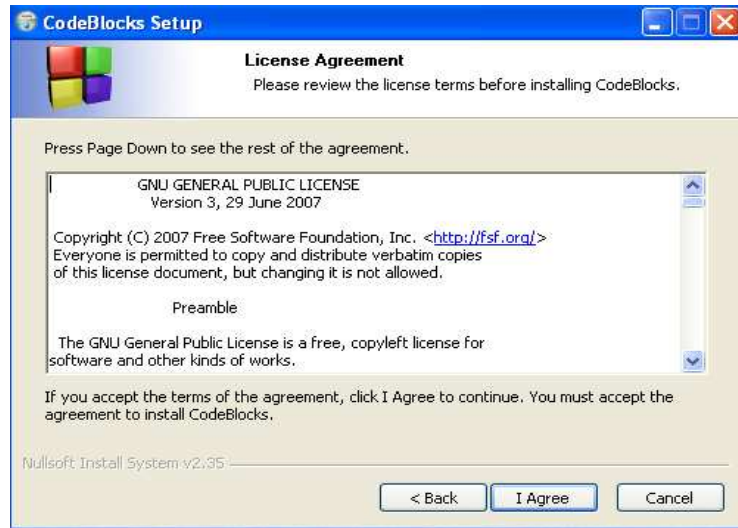 CodeBlocks Setup
License Agreement
Please review the license terms before installing CodeBlocks.
Press Page Down to see the rest of the agreement.
GNU GENERAL PUBLIC LICENSE
Version 3, 29 June 2007
Copyright (C) 2007 Free Software Foundation, Inc. <http://fsf.org/>
Everyone is permitted to copy and distribute verbatim copies
of this license document, but changing it is not allowed.
Preamble
The GNU General Public License is a free, copyleft license for
software and other kinds of works.
If you accept the terms of the agreement, click I Agree to continue. You must accept the
agreement to install CodeBlocks.
Nullsoft Install System v2.35
< Back I Agree Cancel